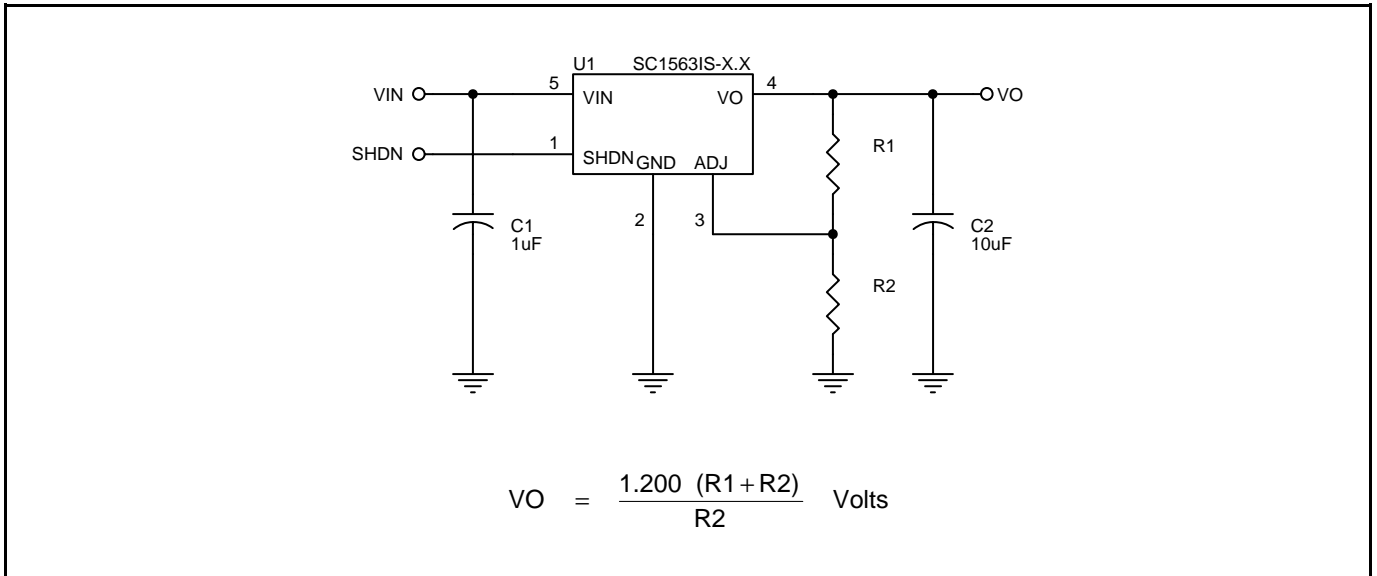 U1 SC1563IS-X.X
VIN 5 VIN VO 4 VO
SHDN 1 SHDN GND ADJ
R1
2 3
C1
1uF
C2
10uF
R2
VO = 1.200 (R1+R2) Volts
R2